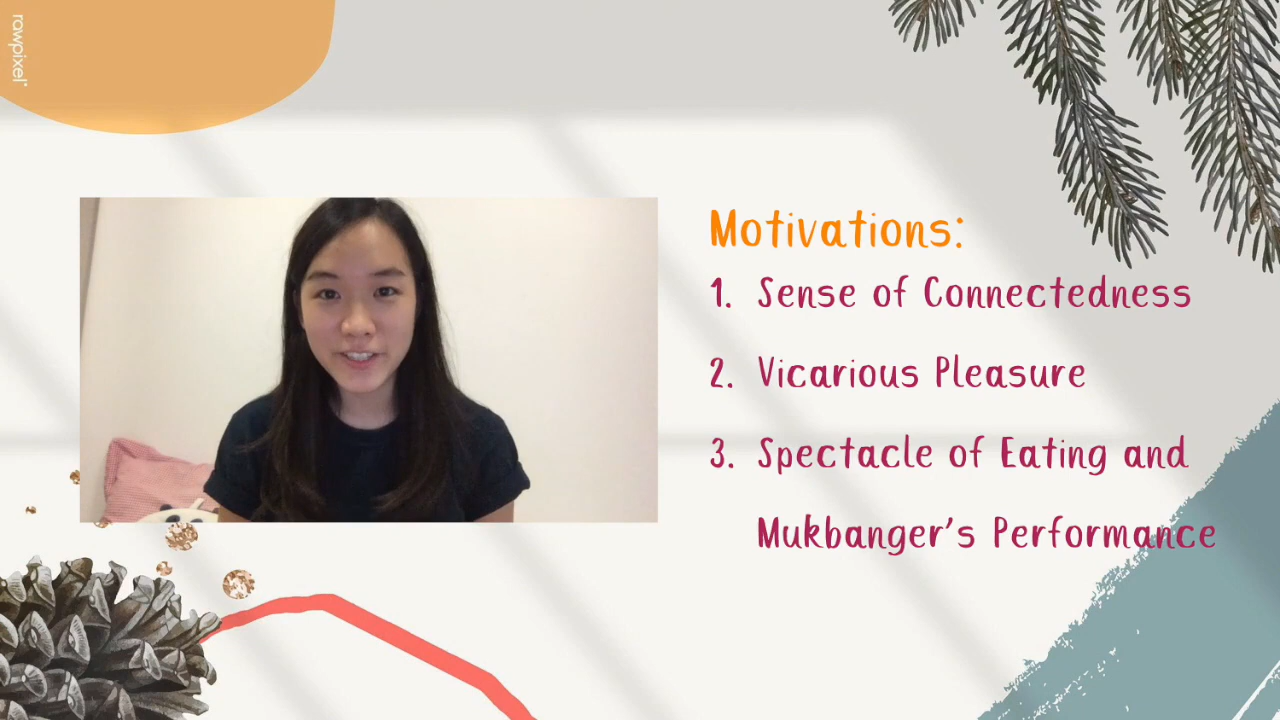 rawpixel
Motivations:
1. Sense of Connectedness
2. Vicarious Pleasure
3. Spectacle of Eating and
Mukbanger's Performance